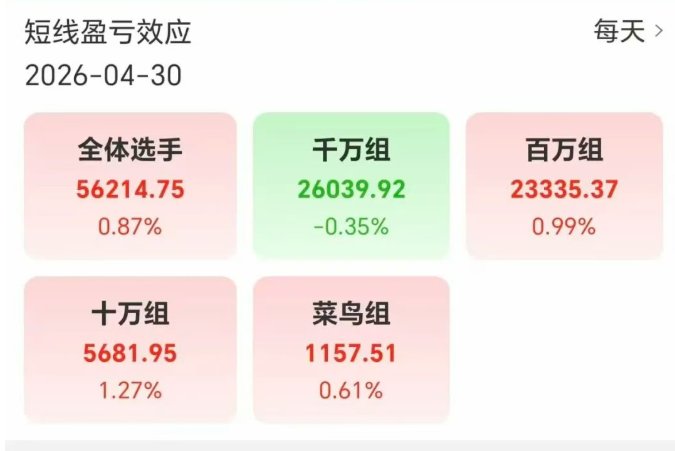 短线盈亏效应
每天 >
2026-04-30
全体选手
56214.75
0.87%
千万组
26039.92
-0.35%
百万组
23335.37
0.99%
十万组
5681.95
1.27%
菜鸟组
1157.51
0.61%